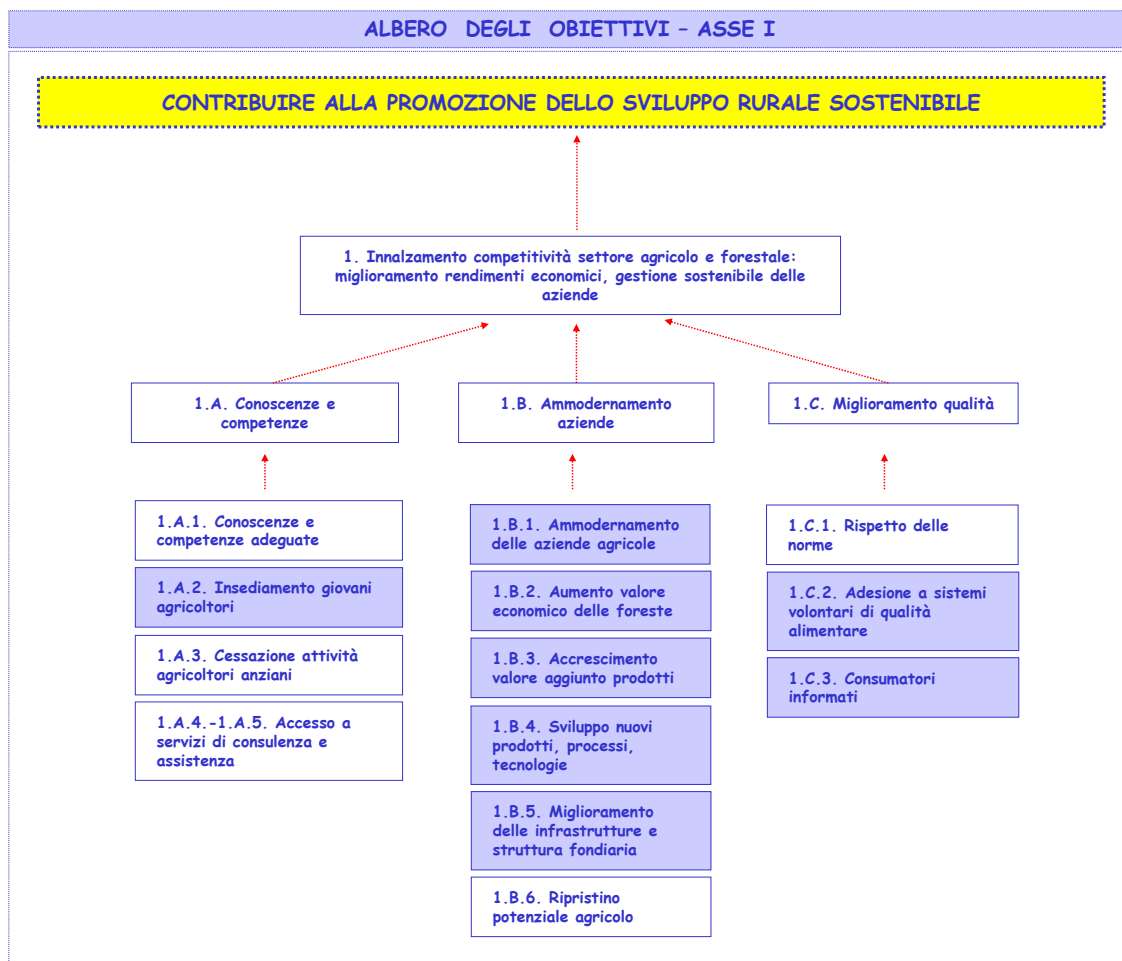 ALBERO DEGLI OBIETTIVI – ASSE I
CONTRIBUIRE ALLA PROMOZIONE DELLO SVILUPPO RURALE SOSTENIBILE
1. Innalzamento competitività settore agricolo e forestale:
miglioramento rendimenti economici, gestione sostenibile delle
aziende
1.A. Conoscenze e
competenze
1.B. Ammodernamento
aziende
1.C. Miglioramento qualità
1.A.1. Conoscenze e
competenze adeguate
1.A.2. Insediamento giovani
agricoltori
1.A.3. Cessazione attività
agricoltori anziani
1.A.4.-1.A.5. Accesso a
servizi di consulenza e
assistenza
1.B.1. Ammodernamento
delle aziende agricole
1.B.2. Aumento valore
economico delle foreste
1.B.3. Accrescimento
valore aggiunto prodotti
1.B.4. Sviluppo nuovi
prodotti, processi,
tecnologie
1.B.5. Miglioramento
delle infrastrutture e
struttura fondiaria
1.B.6. Ripristino
potenziale agricolo
1.C.1. Rispetto delle
norme
1.C.2. Adesione a sistemi
volontari di qualità
alimentare
1.C.3. Consumatori
informati